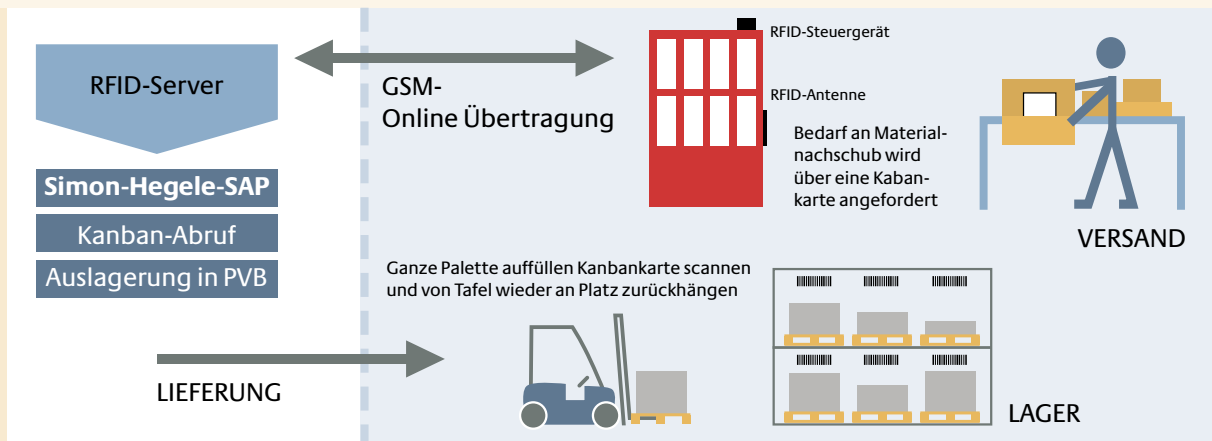 RFID-Server
Simon-Hegele-SAP
Kanban-Abruf
Auslagerung in PVB
GSM-
Online Übertragung
RFID-Steuergerät
RFID-Antenne
Bedarf an Material-
nachschub wird
über eine Kaban-
karte angefordert
VERSAND
Ganze Palette auffüllen Kanbankarte scannen
und von Tafel wieder an Platz zurückhängen
LIEFERUNG
LAGER